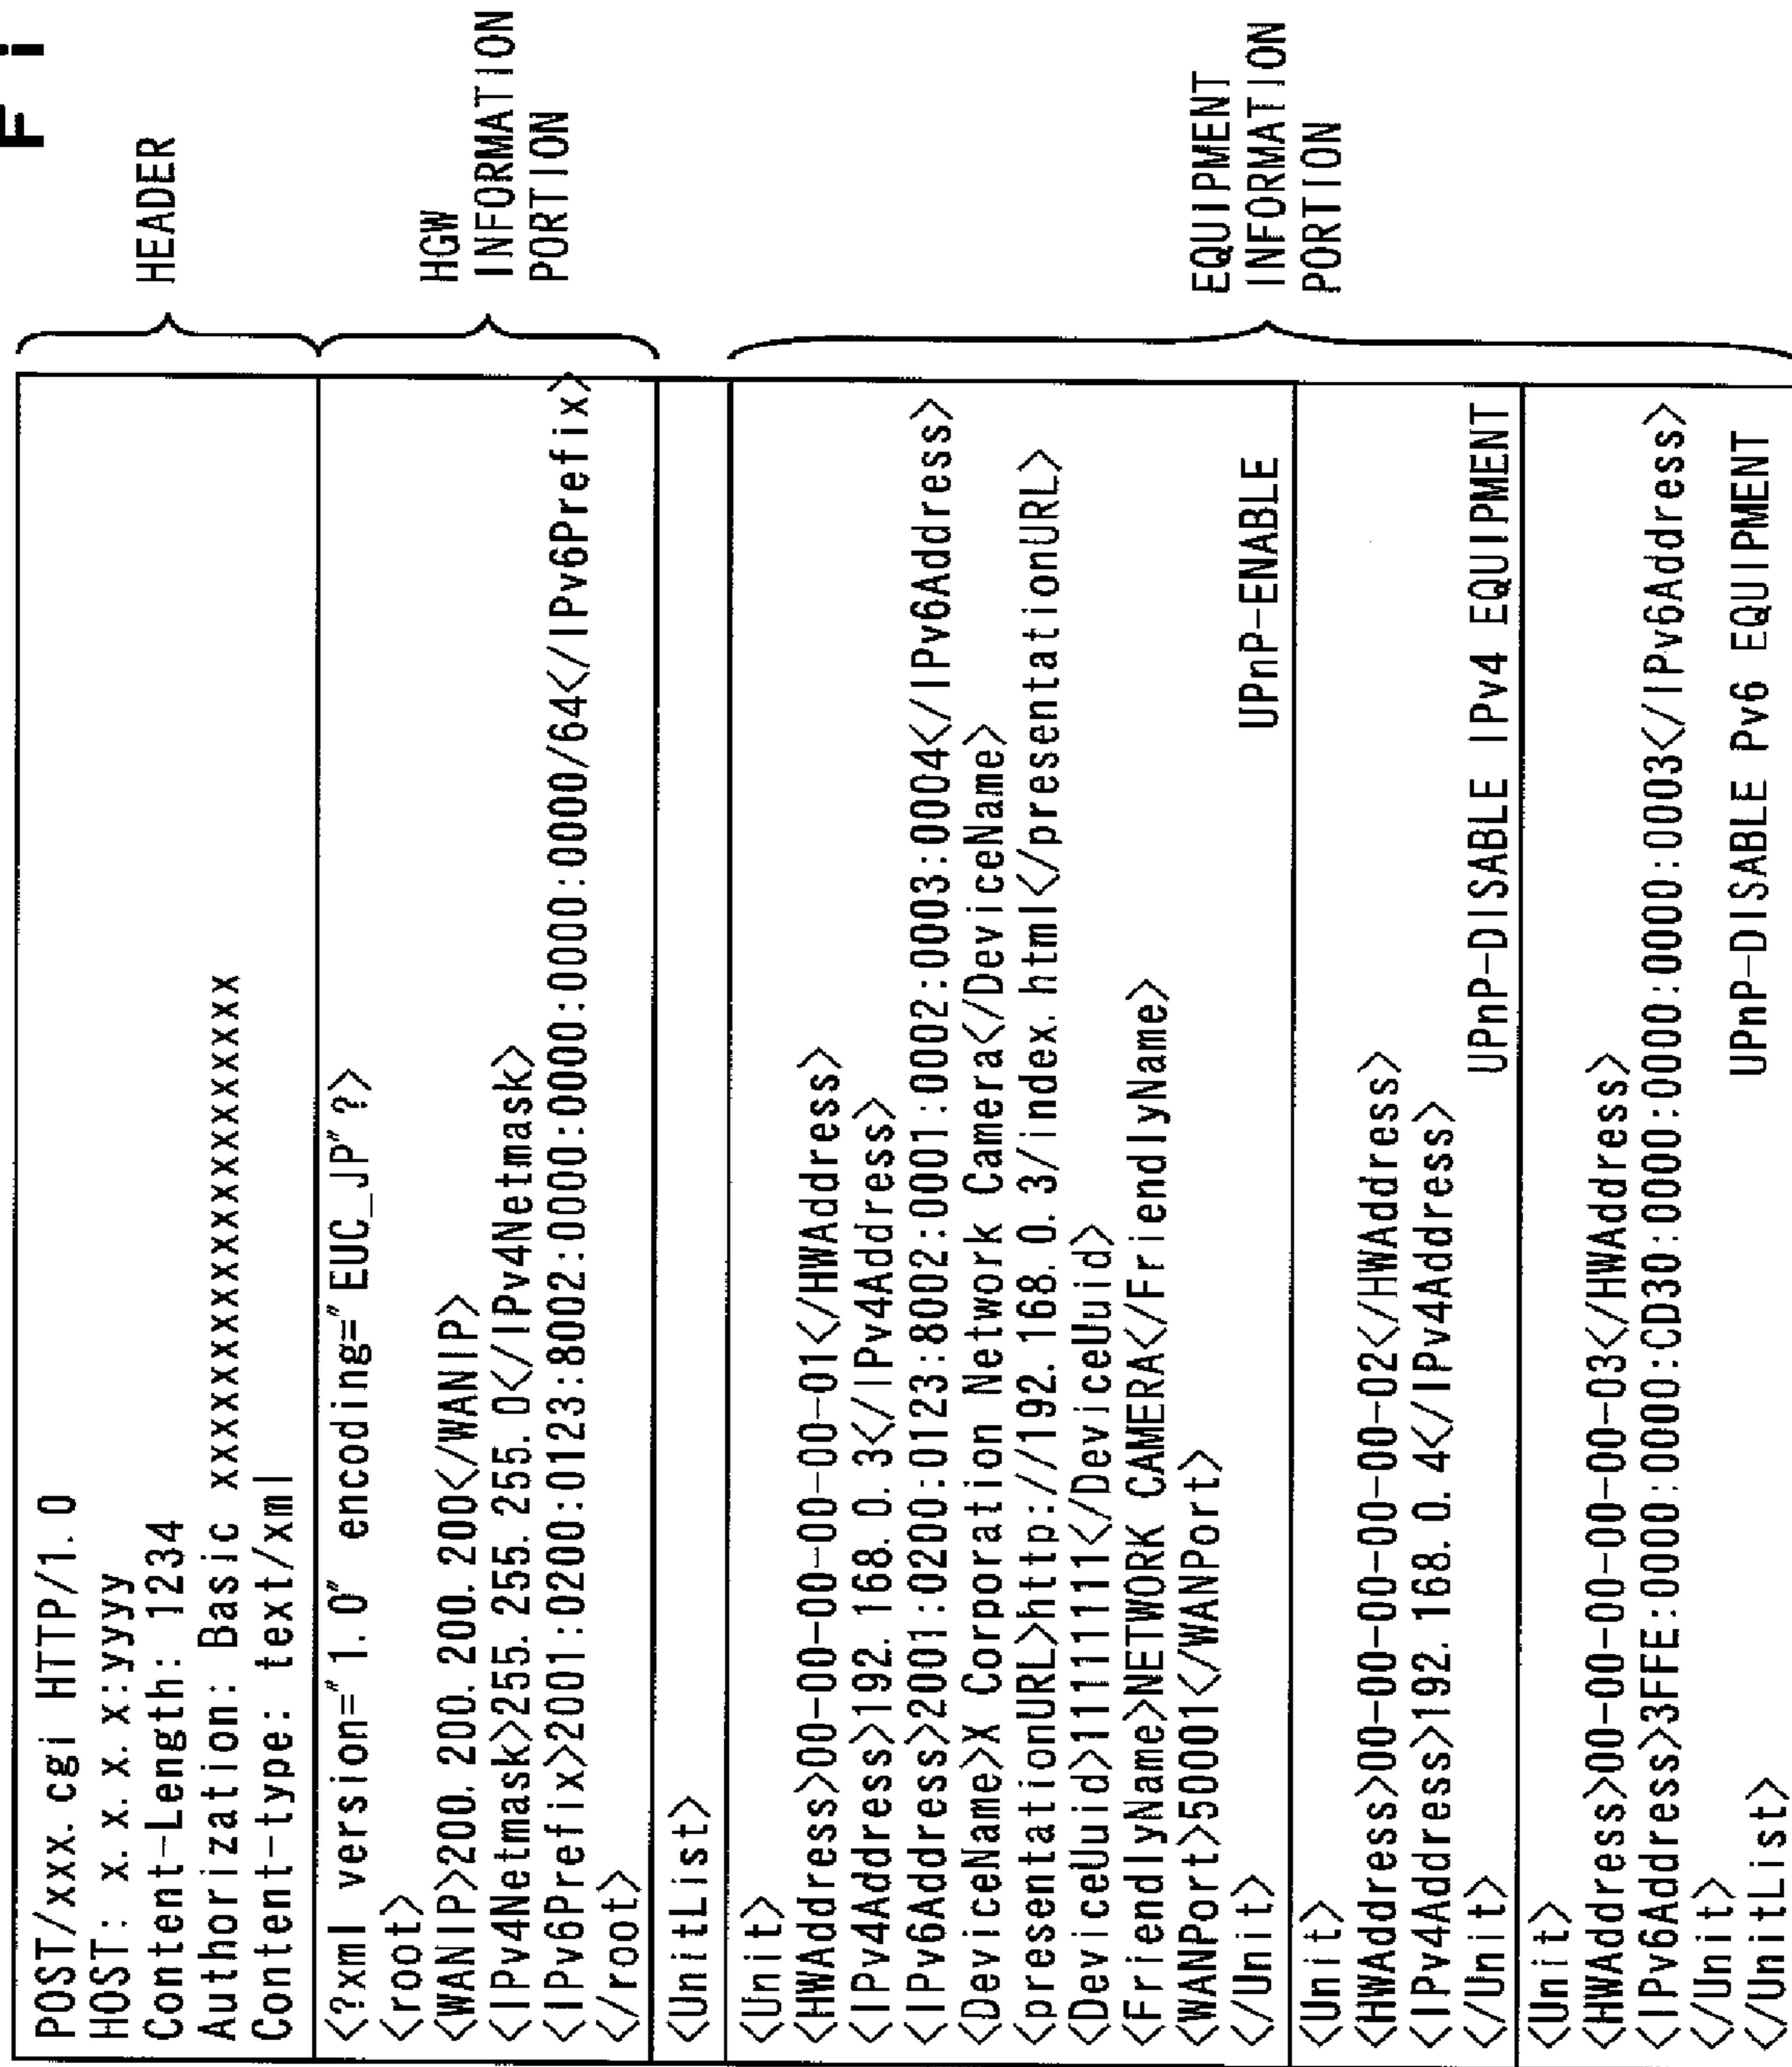 Fi
POST/xxx.cgi HTTP/1.0
HOST: x.x.x.x:yyyy
Content-Length: 1234
Authorization: Basic xxxxxxxxxxxxxxxxxxxxxxx
Content-type: text/xml
HEADER
<?xml version="1.0" encoding="EUC_JP"?>
<root>
<WANIP>200.200.200.200</WANIP>
<IPv4Netmask>255.255.255.0</IPv4Netmask>
<IPv6Prefix>2001:0200:0123:8002:0000:0000:0000:0000/64</IPv6Prefix>
</root>
HGW
INFORMATION
PORTION
<UnitList>
<Unit>
<HWAddress>00-00-00-00-00-01</HWAddress>
<IPv4Address>192.168.0.3</IPv4Address>
<IPv6Address>2001:0200:0123:8002:0001:0002:0003:0004</IPv6Address>
<DeviceName>X Corporation Network Camera</DeviceName>
<presentationURL>http://192.168.0.3/index.html</presentationURL>
<DeviceUuid>11111111</DeviceUuid>
<FriendlyName>NETWORK CAMERA</FriendlyName>
<WANPort>50001</WANPort>
</Unit>
UPnP-ENABLE
<Unit>
<HWAddress>00-00-00-00-00-02</HWAddress>
<IPv4Address>192.168.0.4</IPv4Address>
</Unit>
UPnP-DISABLE IPv4 EQUIPMENT
<Unit>
<HWAddress>00-00-00-00-00-03</HWAddress>
<IPv6Address>3FFE:0000:0000:CD30:0000:0000:0000:0003</IPv6Address>
</Unit>
</UnitList>
UPnP-DISABLE Pv6 EQUIPMENT
EQUIPMENT
INFORMATION
PORTION